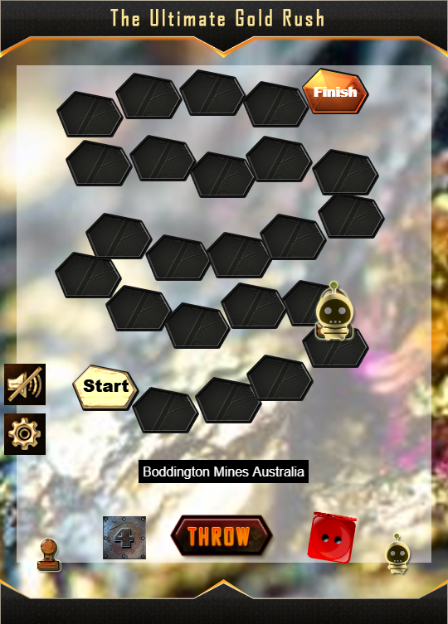 The Ultimate Gold Rush
Finish
Start
Boddington Mines Australia
4
THROW